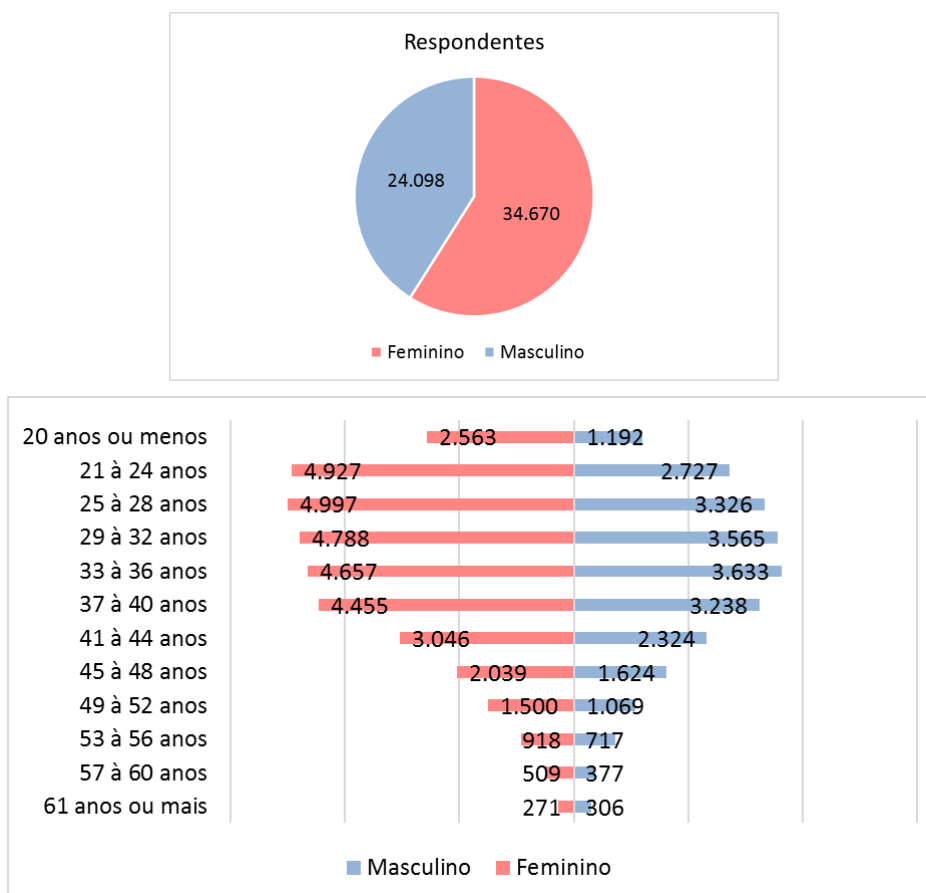 Respondentes
24.098
34.670
Feminino Masculino
20 anos ou menos 2.563 1.192
21 à 24 anos 4.927 2.727
25 à 28 anos 4.997 3.326
29 à 32 anos 4.788 3.565
33 à 36 anos 4.657 3.633
37 à 40 anos 4.455 3.238
41 à 44 anos 3.046 2.324
45 à 48 anos 2.039 1.624
49 à 52 anos 1.500 1.069
53 à 56 anos 918 717
57 à 60 anos 509 377
61 anos ou mais 271 306
Masculino Feminino